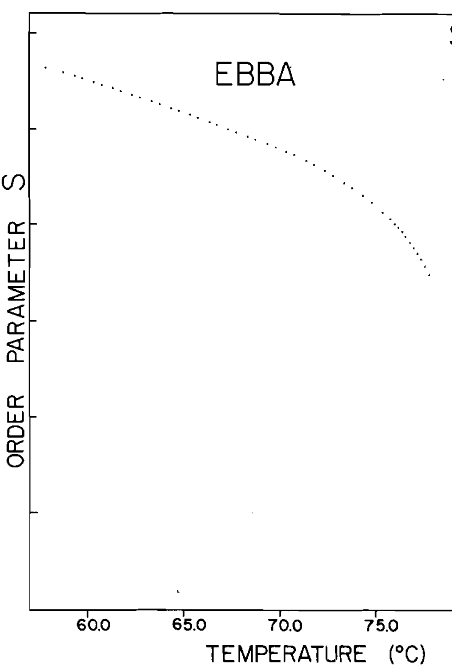 EBBA
ORDER PARAMETER S
60.0 65.0 70.0 75.0
TEMPERATURE (°C)